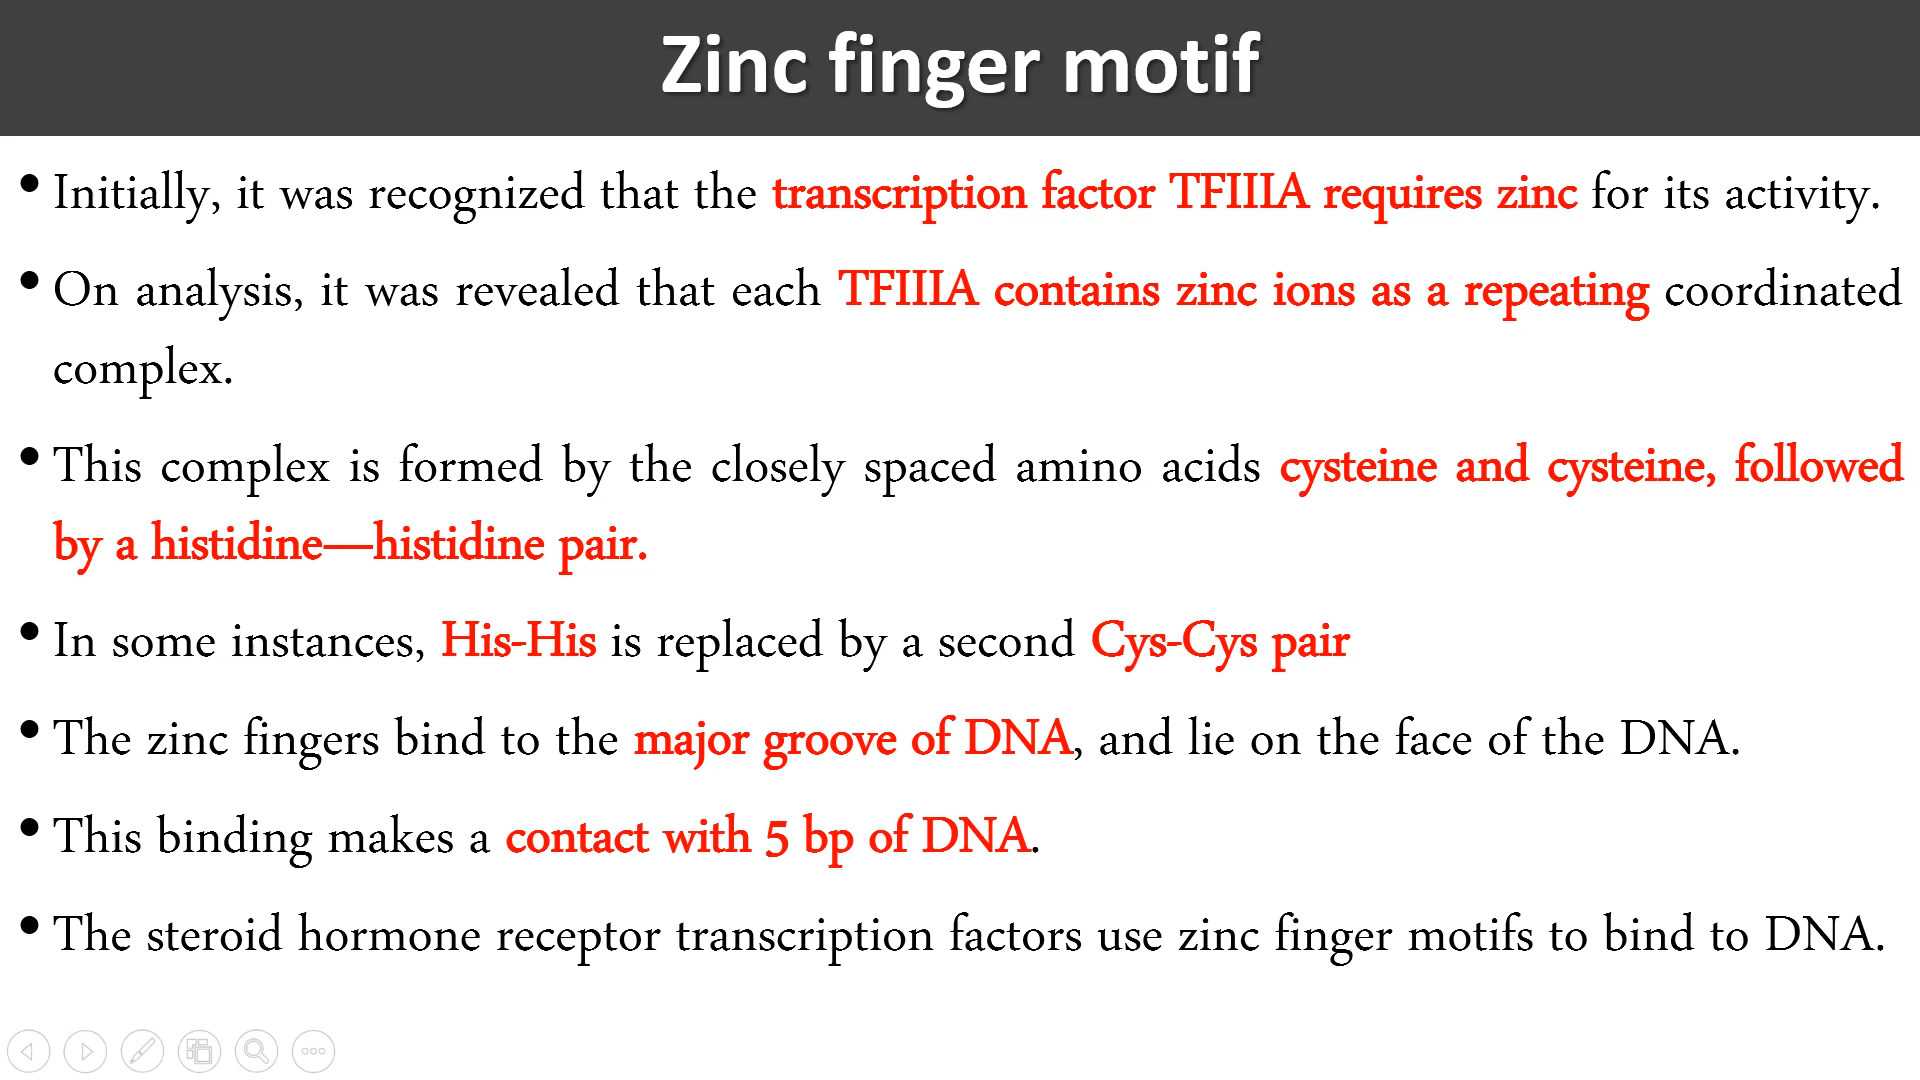 Zinc finger motif
• Initially, it was recognized that the transcription factor TFIIIA requires zinc for its activity.
• On analysis, it was revealed that each TFIIIA contains zinc ions as a repeating coordinated
complex.
• This complex is formed by the closely spaced amino acids cysteine and cysteine, followed
by a histidine—histidine pair.
• In some instances, His-His is replaced by a second Cys-Cys pair
• The zinc fingers bind to the major groove of DNA, and lie on the face of the DNA.
• This binding makes a contact with 5 bp of DNA.
• The steroid hormone receptor transcription factors use zinc finger motifs to bind to DNA.